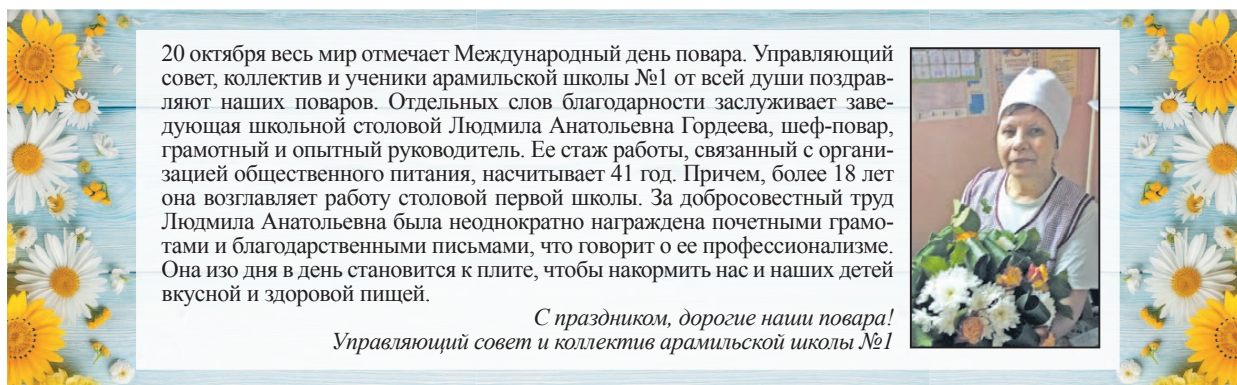 20 октября весь мир отмечает Международный день повара. Управляющий
совет, коллектив и ученики арамильской школы №1 от всей души поздрав-
ляют наших поваров. Отдельных слов благодарности заслуживает заве-
дующая школьной столовой Людмила Анатольевна Гордеева, шеф-повар,
грамотный и опытный руководитель. Ее стаж работы, связанный с органи-
зацией общественного питания, насчитывает 41 год. Причем, более 18 лет
она возглавляет работу столовой первой школы. За добросовестный труд
Людмила Анатольевна была неоднократно награждена почетными грамо-
тами и благодарственными письмами, что говорит о ее профессионализме.
Она изо дня в день становится к плите, чтобы накормить нас и наших детей
вкусной и здоровой пищей.
С праздником, дорогие наши повара!
Управляющий совет и коллектив арамильской школы №1